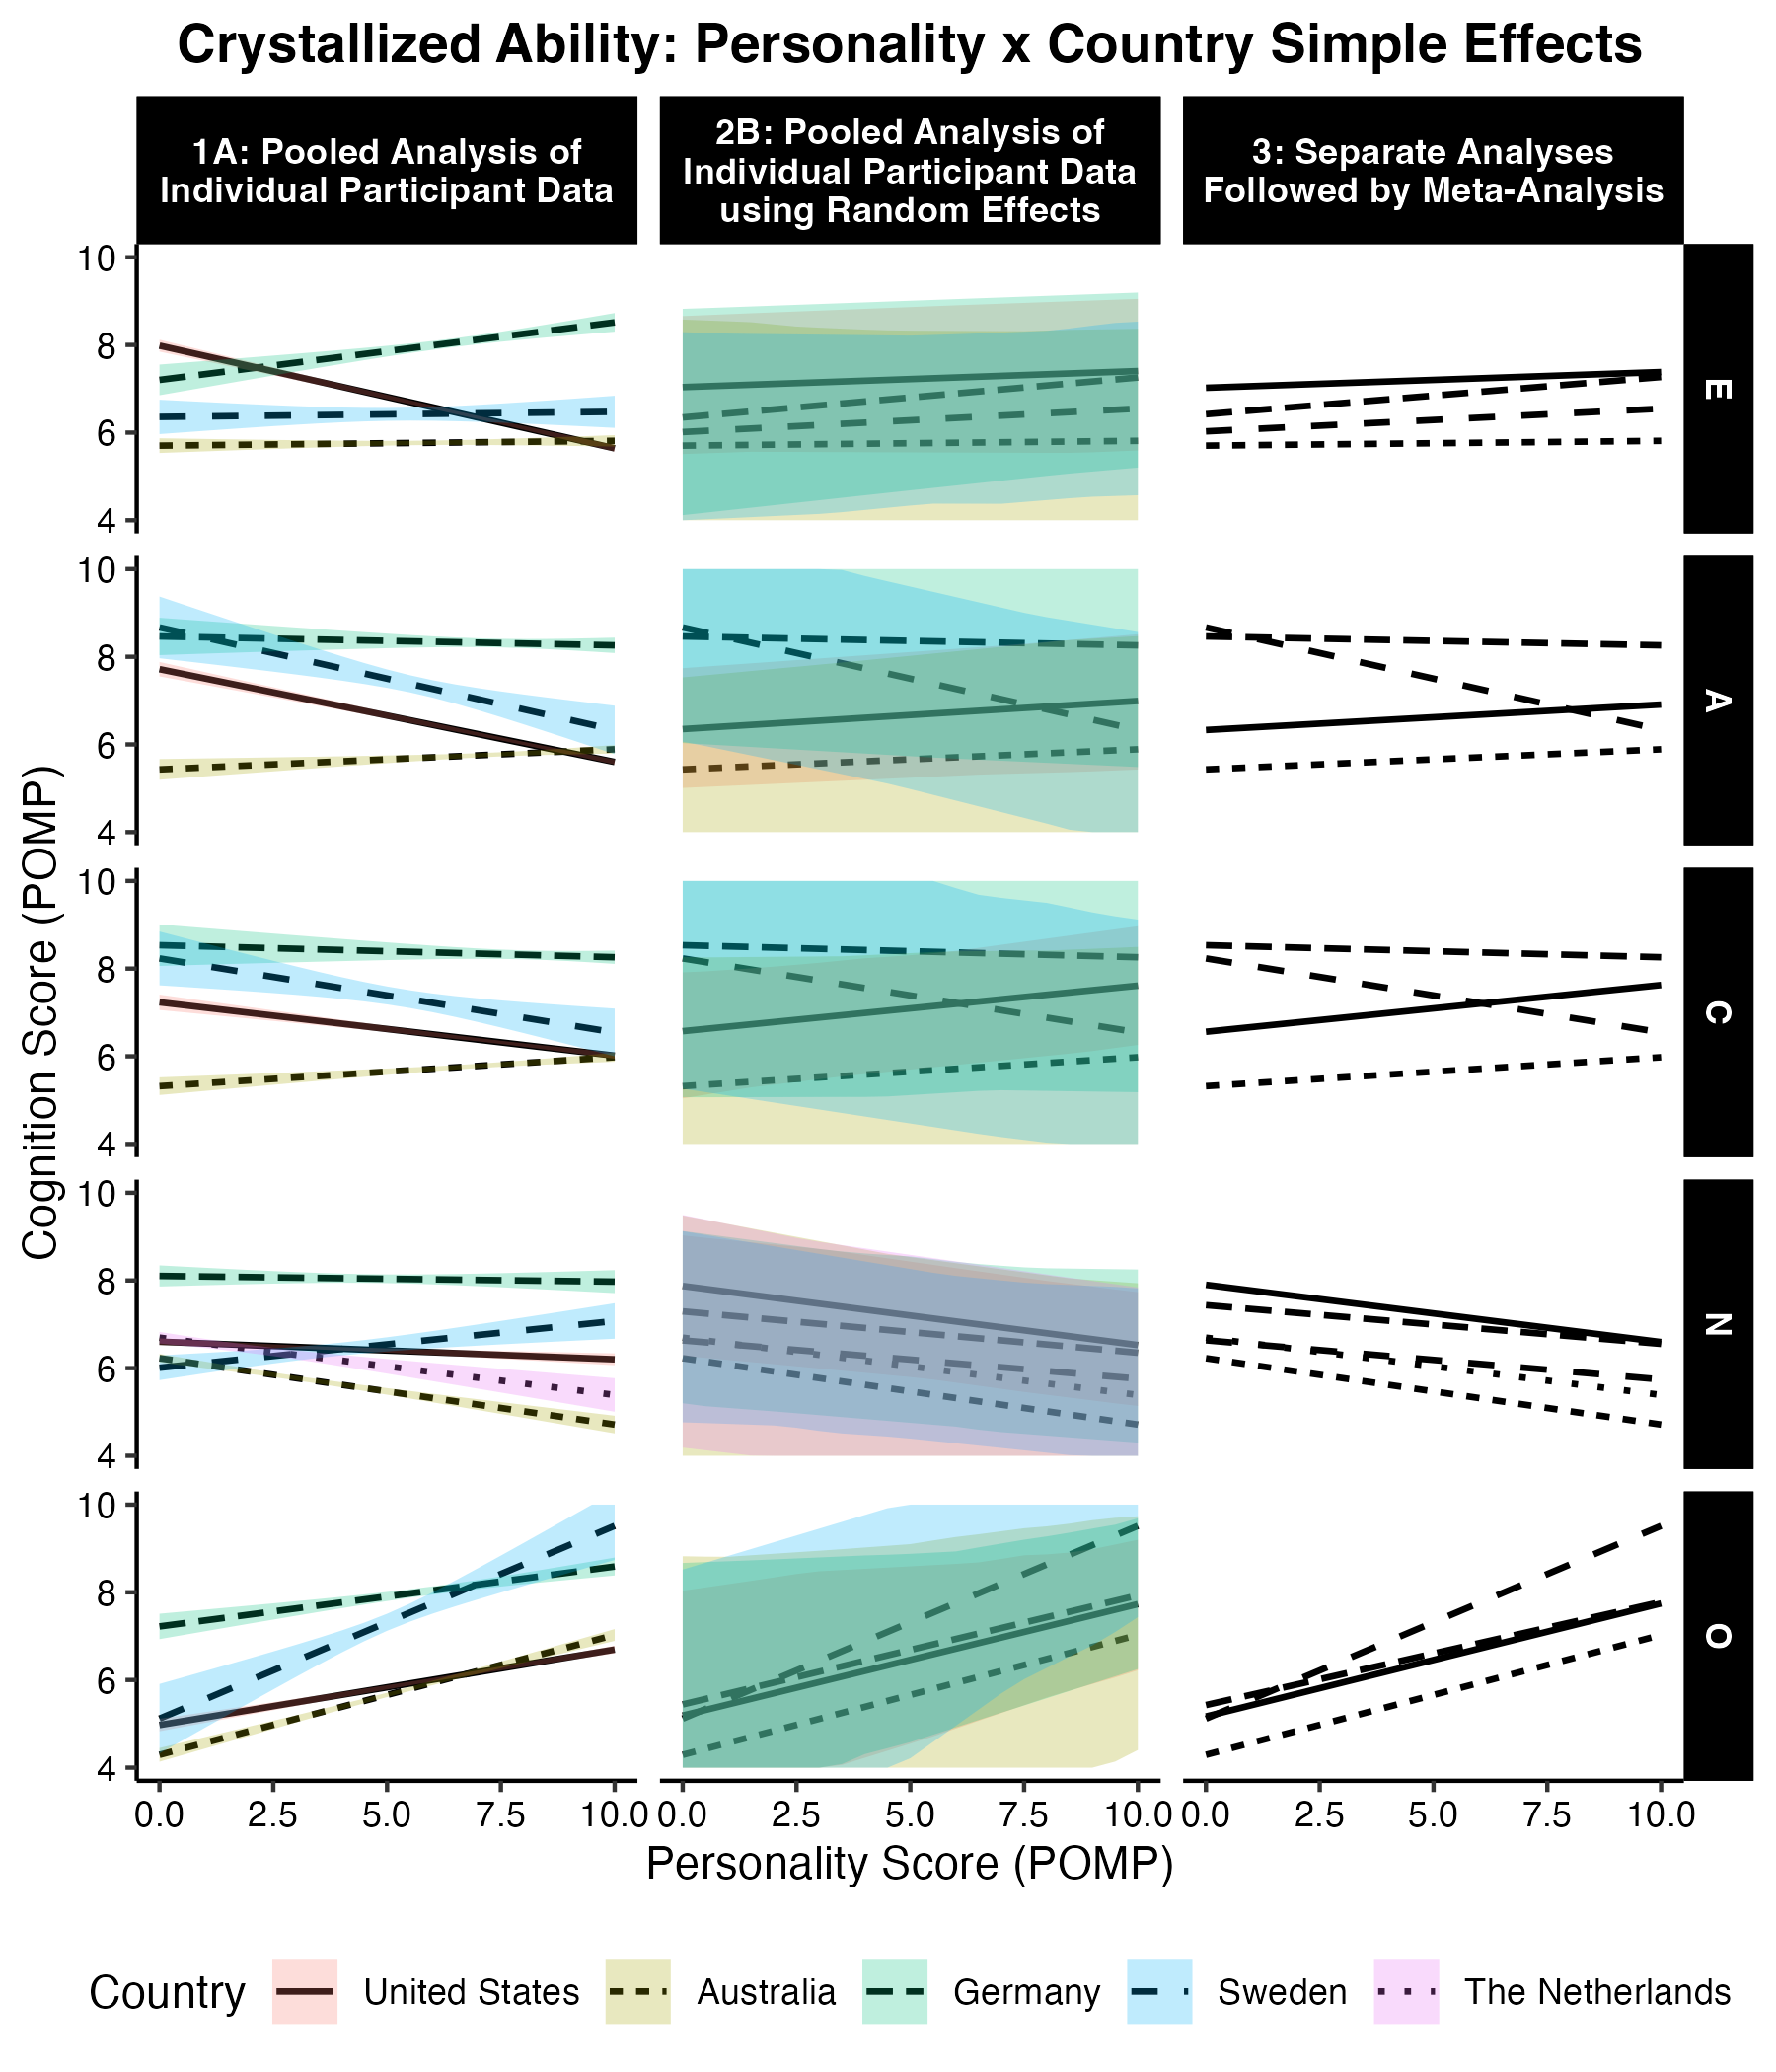 Crystallized Ability: Personality x Country Simple Effects
1A: Pooled Analysis of
Individual Participant Data
2B: Pooled Analysis of
Individual Participant Data
using Random Effects
3: Separate Analyses
Followed by Meta-Analysis
Cognition Score (POMP)
10
8
6
4
E
10
8
6
4
A
10
8
6
4
C
10
8
6
4
N
10
8
6
4
O
0.0 2.5 5.0 7.5 10.0 0.0 2.5 5.0 7.5 10.0 0.0 2.5 5.0 7.5 10.0
Personality Score (POMP)
Country United States Australia Germany Sweden The Netherlands